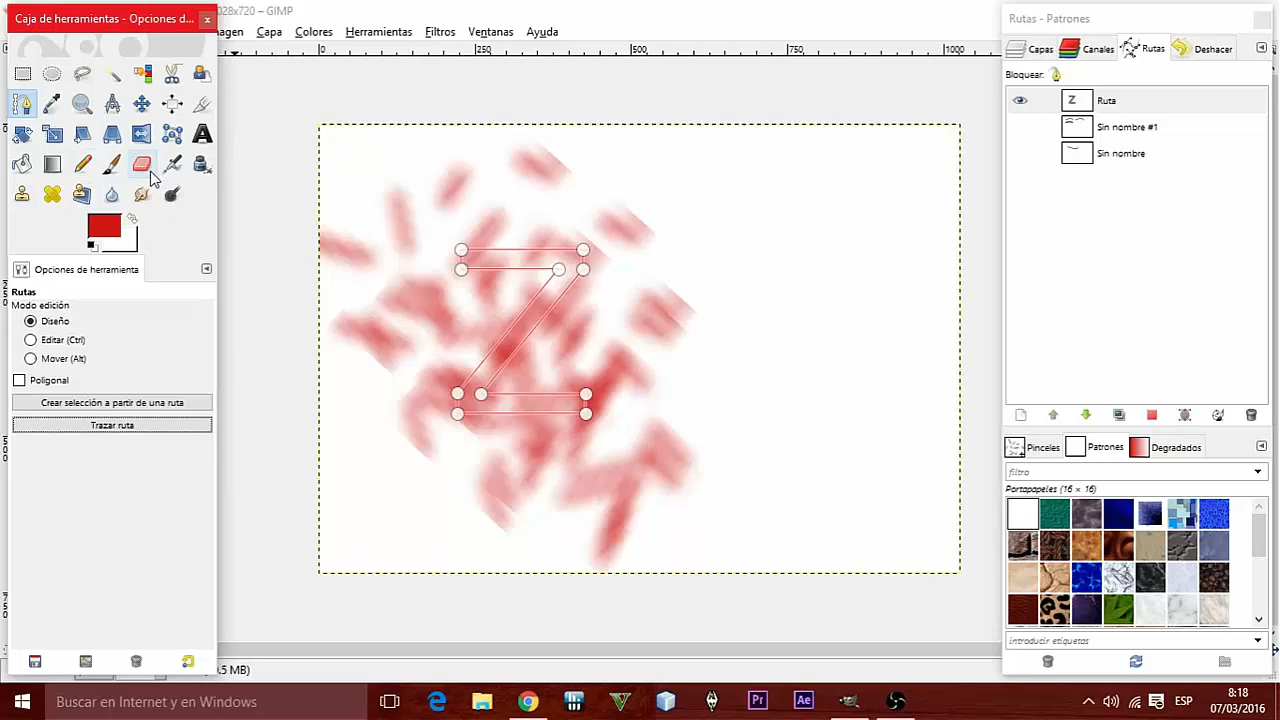 Caja de herramientas - Opciones d...
028x720 – GIMP
Rutas - Patrones
agen Capa Colores Herramientas Filtros Ventanas Ayuda
0 250 500 750 1000
Capas Canales Rutas Deshacer
Bloquear:
Ruta
Sin nombre #1
Sin nombre
Z
Opciones de herramienta
Rutas
Modo edición
Diseño
Editar (Ctrl)
Mover (Alt)
Poligonal
Crear selección a partir de una ruta
Trazar ruta
Pinceles Patrones Degradados
filtro
Portapapeles (16 × 16)
introducir etiquetas
.5 MB)
Buscar en Internet y en Windows
Pr Ae
ESP
8:18
07/03/2016